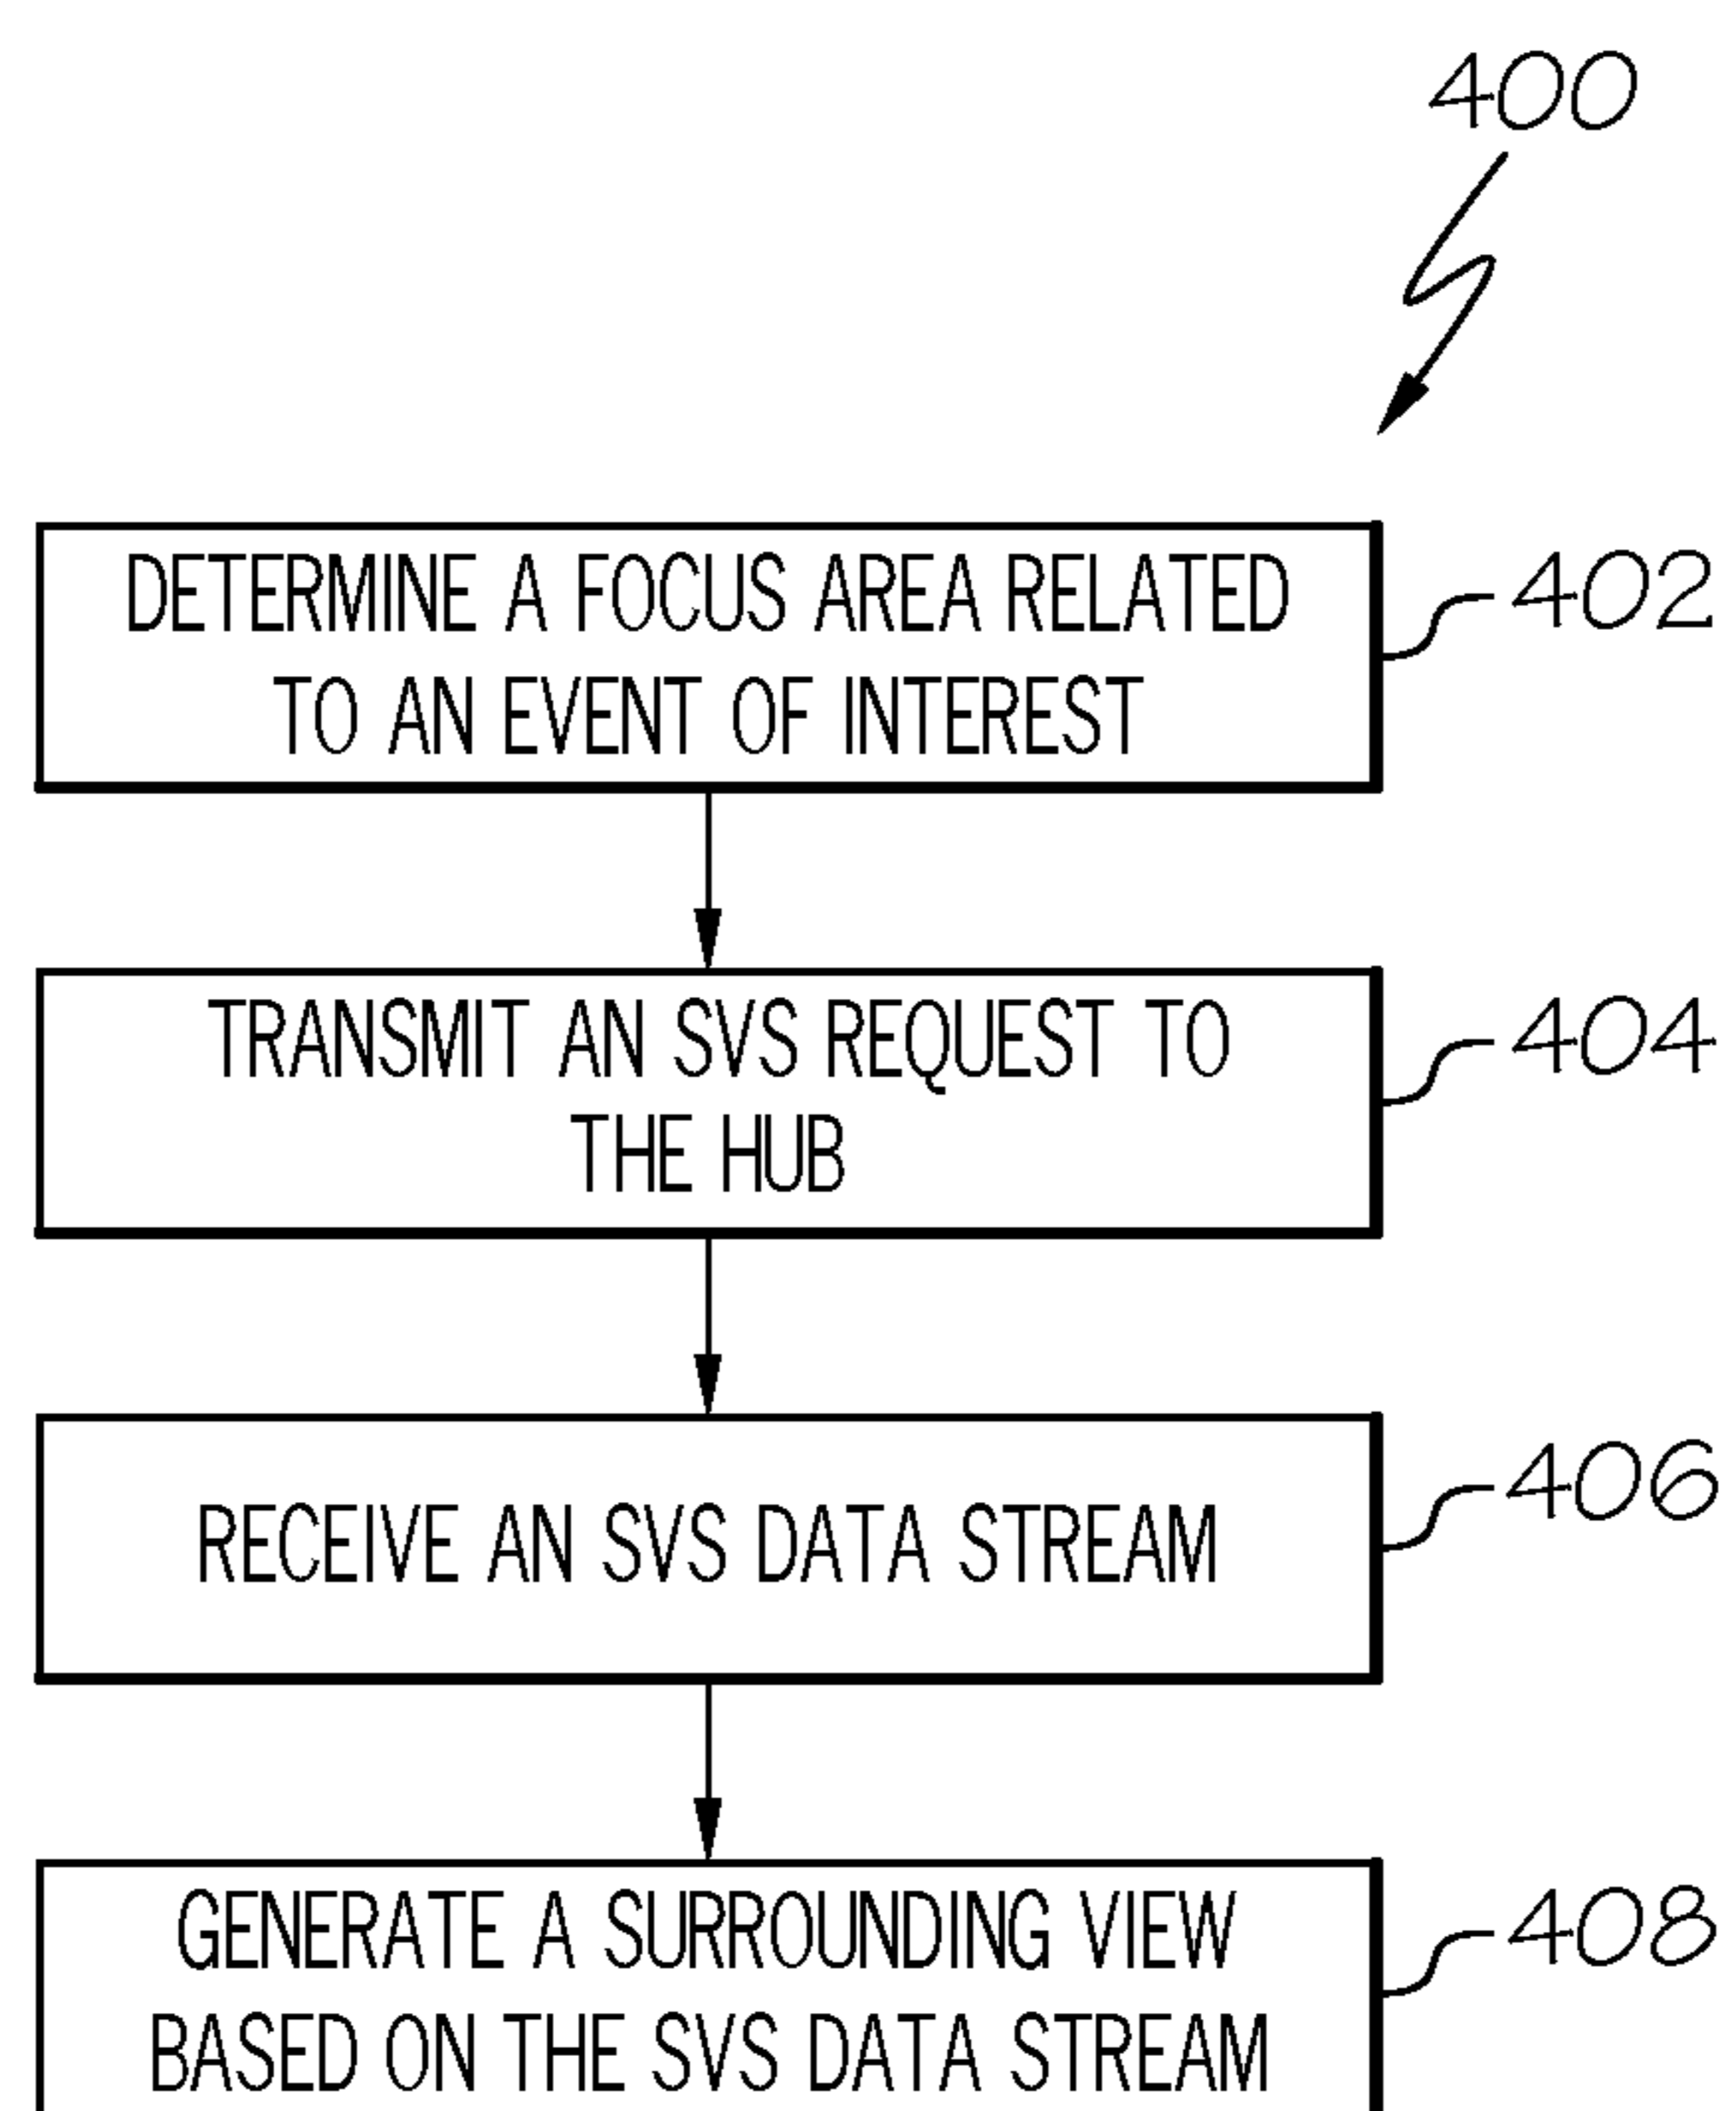 400
DETERMINE A FOCUS AREA RELATED
TO AN EVENT OF INTEREST
402
TRANSMIT AN SVS REQUEST TO
THE HUB
404
RECEIVE AN SVS DATA STREAM
406
GENERATE A SURROUNDING VIEW
BASED ON THE SVS DATA STREAM
408